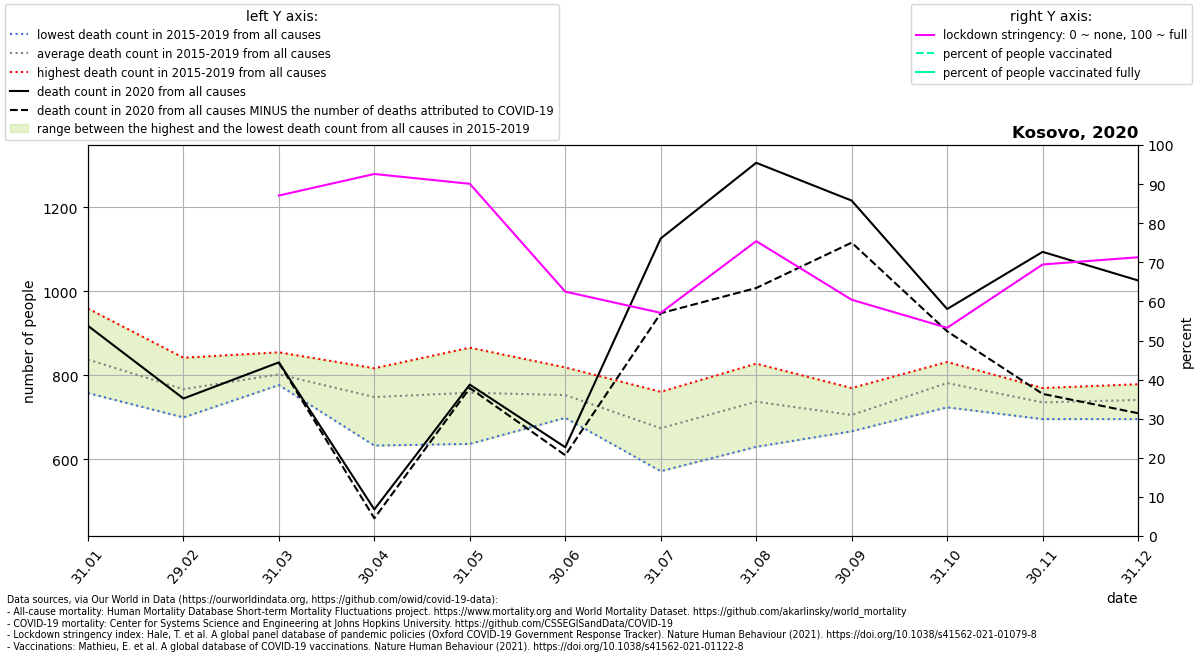 left Y axis:
lowest death count in 2015-2019 from all causes
average death count in 2015-2019 from all causes
highest death count in 2015-2019 from all causes
death count in 2020 from all causes
death count in 2020 from all causes MINUS the number of deaths attributed to COVID-19
range between the highest and the lowest death count from all causes in 2015-2019
right Y axis:
lockdown stringency: 0 ~ none, 100 ~ full
percent of people vaccinated
percent of people vaccinated fully
Kosovo, 2020
number of people
1200
1000
800
600
100
90
80
70
60
50
40
30
20
10
0
percent
31.01
29.02
31.03
30.04
31.05
30.06
31.07
31.08
30.09
31.10
30.11
31.12
date
Data sources, via Our World in Data (https://ourworldindata.org, https://github.com/owid/covid-19-data):
- All-cause mortality: Human Mortality Database Short-term Mortality Fluctuations project. https://www.mortality.org and World Mortality Dataset. https://github.com/akarlinsky/world_mortality
- COVID-19 mortality: Center for Systems Science and Engineering at Johns Hopkins University. https://github.com/CSSEGISandData/COVID-19
- Lockdown stringency index: Hale, T. et al. A global panel database of pandemic policies (Oxford COVID-19 Government Response Tracker). Nature Human Behaviour (2021). https://doi.org/10.1038/s41562-021-01079-8
- Vaccinations: Mathieu, E. et al. A global database of COVID-19 vaccinations. Nature Human Behaviour (2021). https://doi.org/10.1038/s41562-021-01122-8